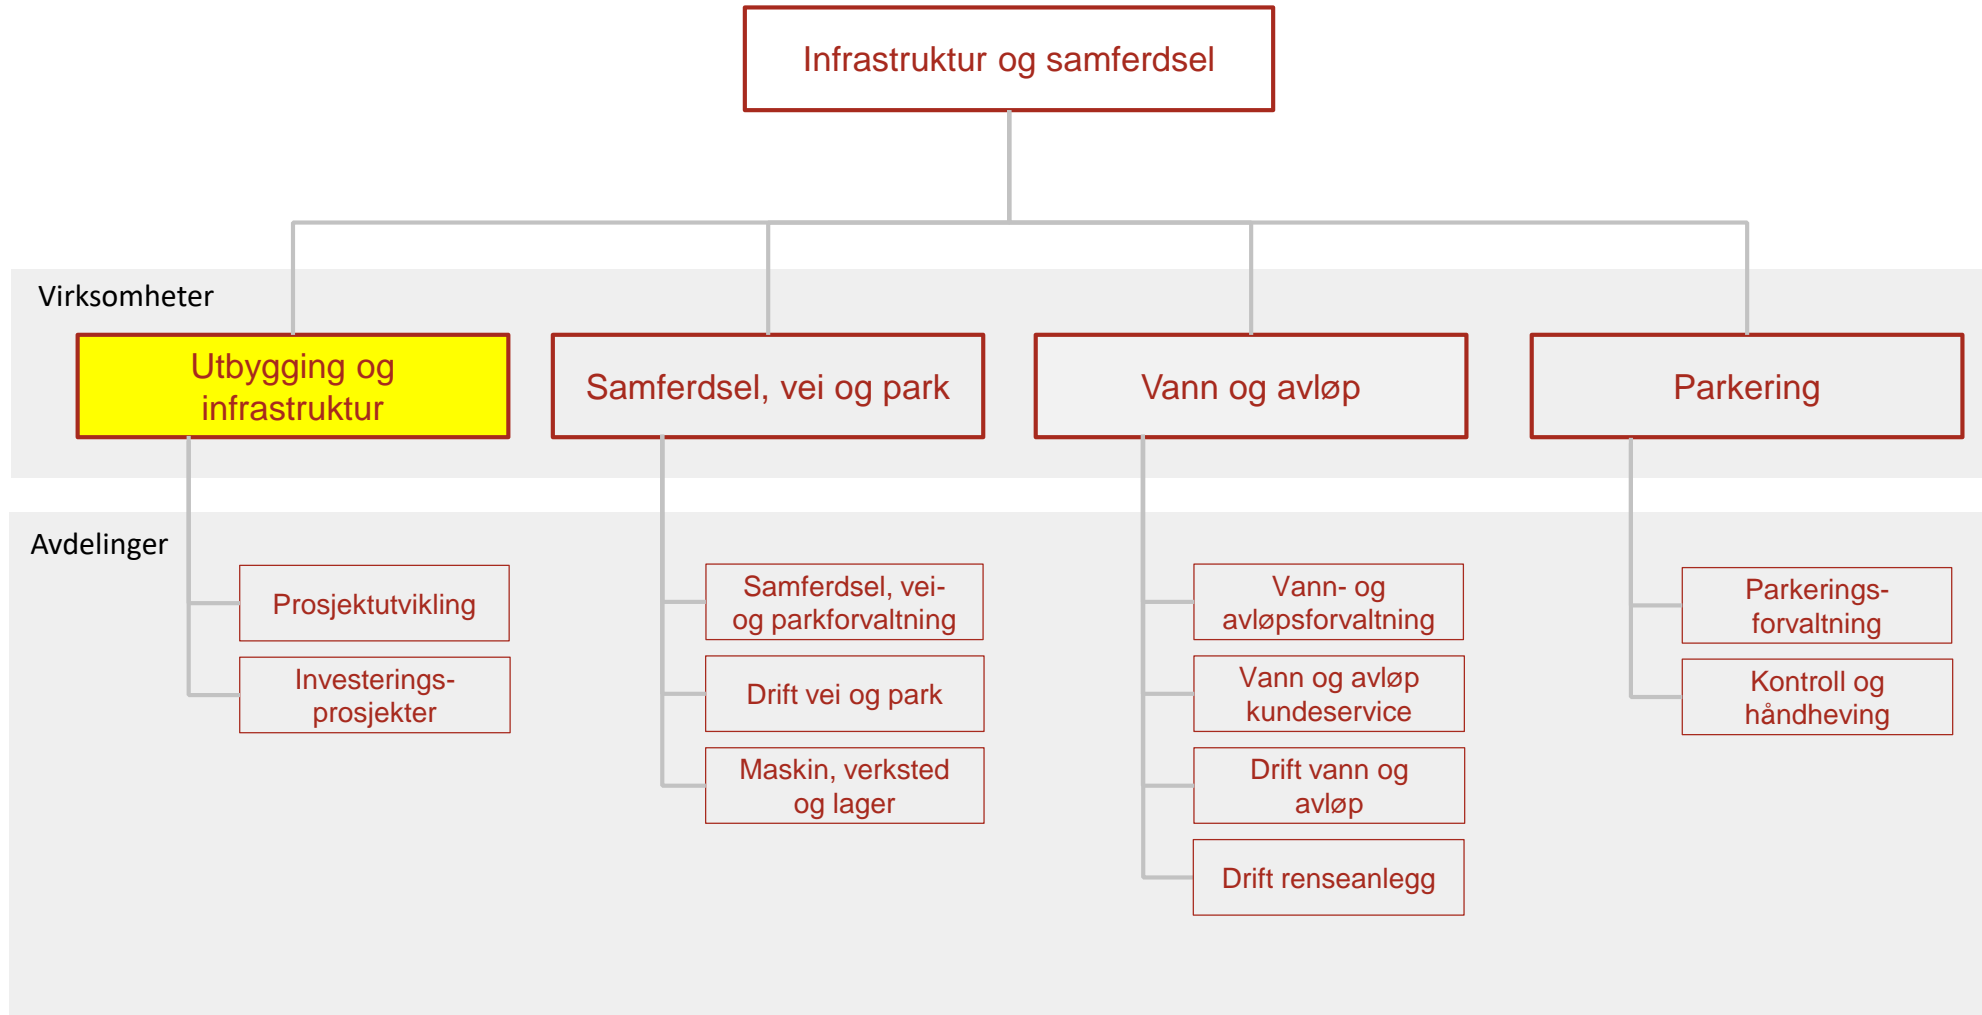 Infrastruktur og samferdsel
Virksomheter
Utbygging og
infrastruktur
Samferdsel, vei og park
Vann og avløp
Parkering
Avdelinger
Prosjektutvikling
Investerings-
prosjekter
Samferdsel, vei-
og parkforvaltning
Drift vei og park
Maskin, verksted
og lager
Vann- og
avløpsforvaltning
Vann og avløp
kundeservice
Drift vann og
avløp
Drift renseanlegg
Parkerings-
forvaltning
Kontroll og
håndheving